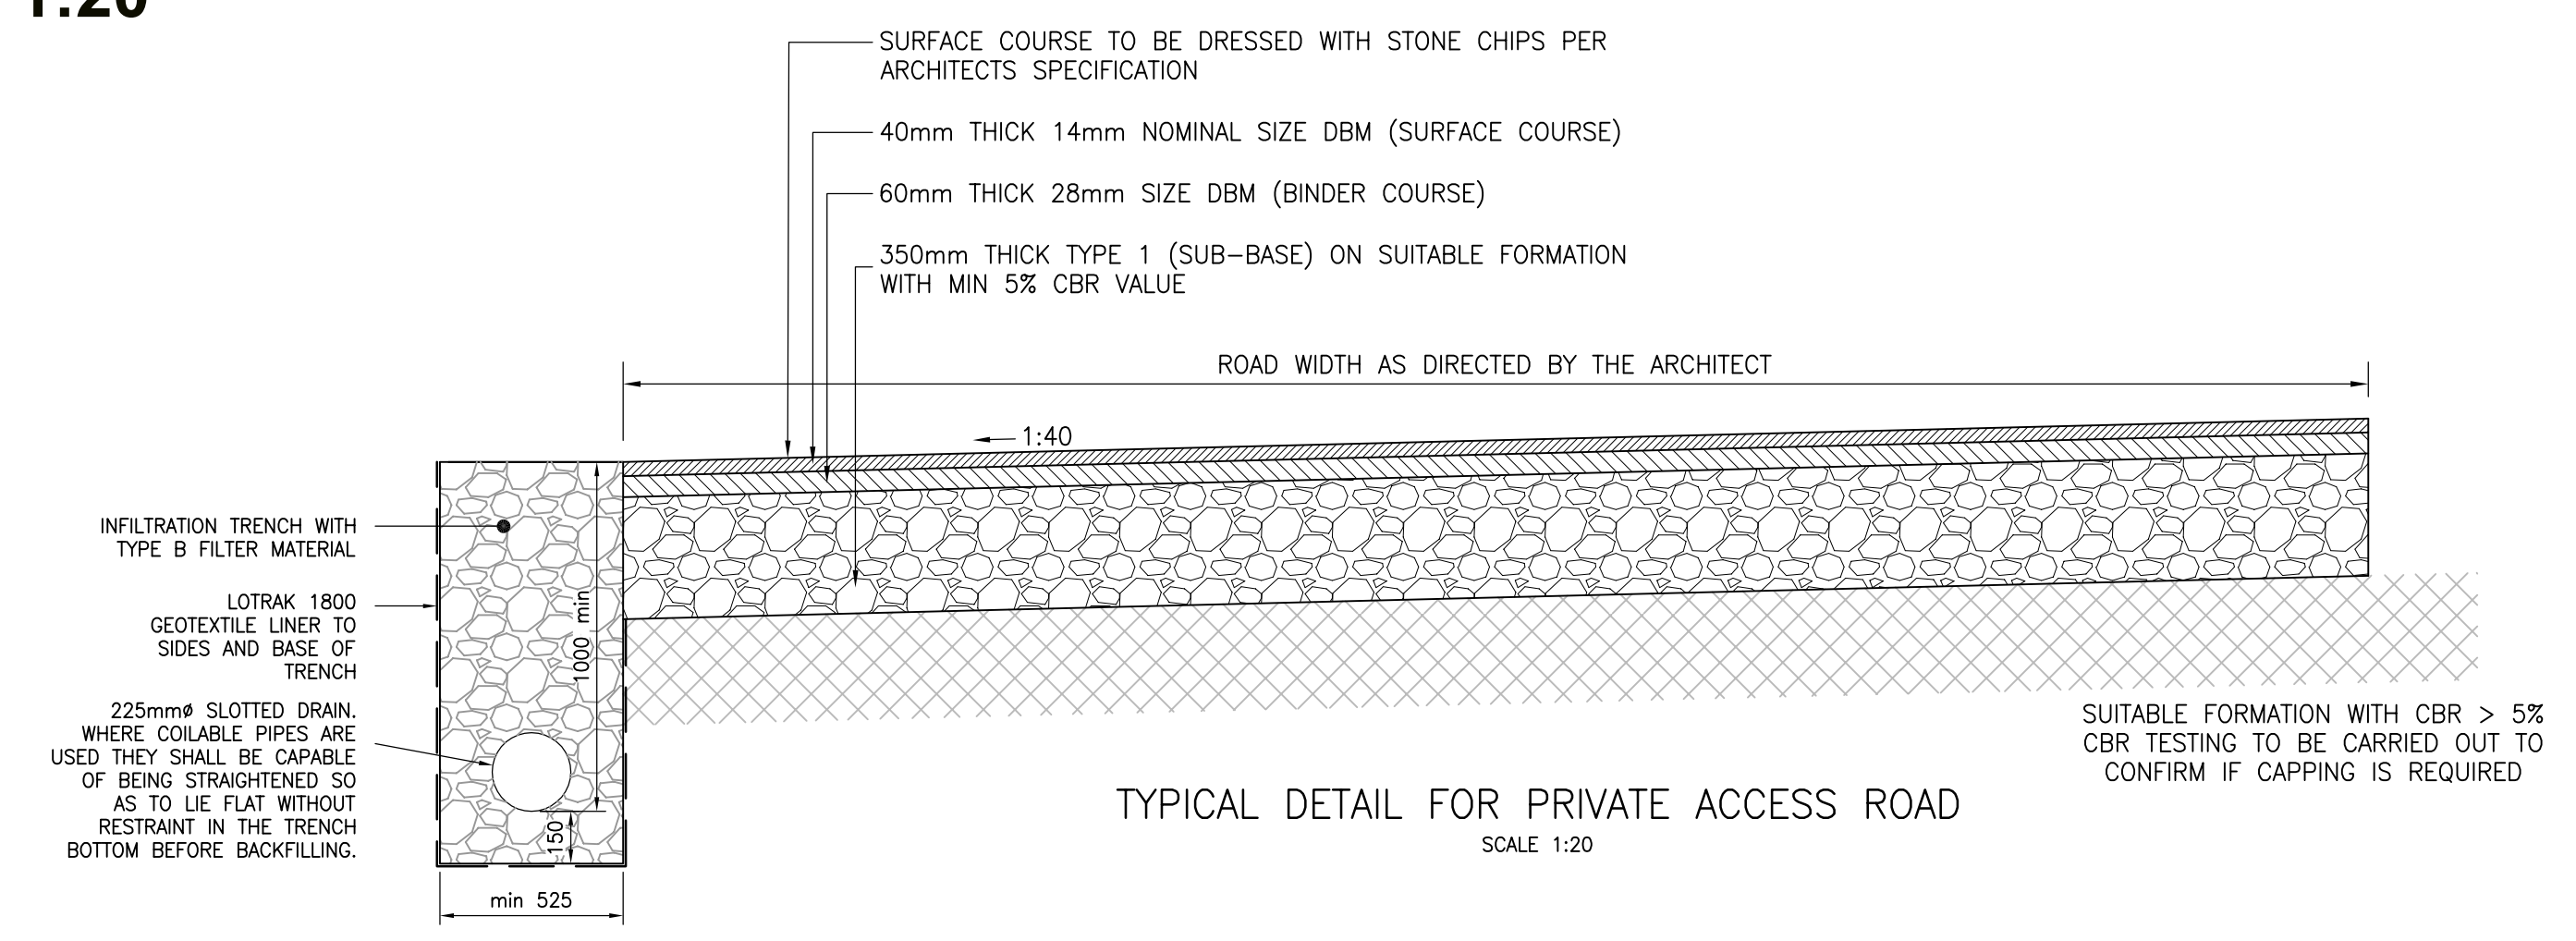 1:20
SURFACE COURSE TO BE DRESSED WITH STONE CHIPS PER
ARCHITECTS SPECIFICATION
40mm THICK 14mm NOMINAL SIZE DBM (SURFACE COURSE)
60mm THICK 28mm SIZE DBM (BINDER COURSE)
350mm THICK TYPE 1 (SUB-BASE) ON SUITABLE FORMATION
WITH MIN 5% CBR VALUE
ROAD WIDTH AS DIRECTED BY THE ARCHITECT
1:40
INFILTRATION TRENCH WITH
TYPE B FILTER MATERIAL
LOTRAK 1800
GEOTEXTILE LINER TO
SIDES AND BASE OF
TRENCH
225mmø SLOTTED DRAIN.
WHERE COILABLE PIPES ARE
USED THEY SHALL BE CAPABLE
OF BEING STRAIGHTENED SO
AS TO LIE FLAT WITHOUT
RESTRAINT IN THE TRENCH
BOTTOM BEFORE BACKFILLING.
1000 min
150
min 525
SUITABLE FORMATION WITH CBR > 5%
CBR TESTING TO BE CARRIED OUT TO
CONFIRM IF CAPPING IS REQUIRED
TYPICAL DETAIL FOR PRIVATE ACCESS ROAD
SCALE 1:20